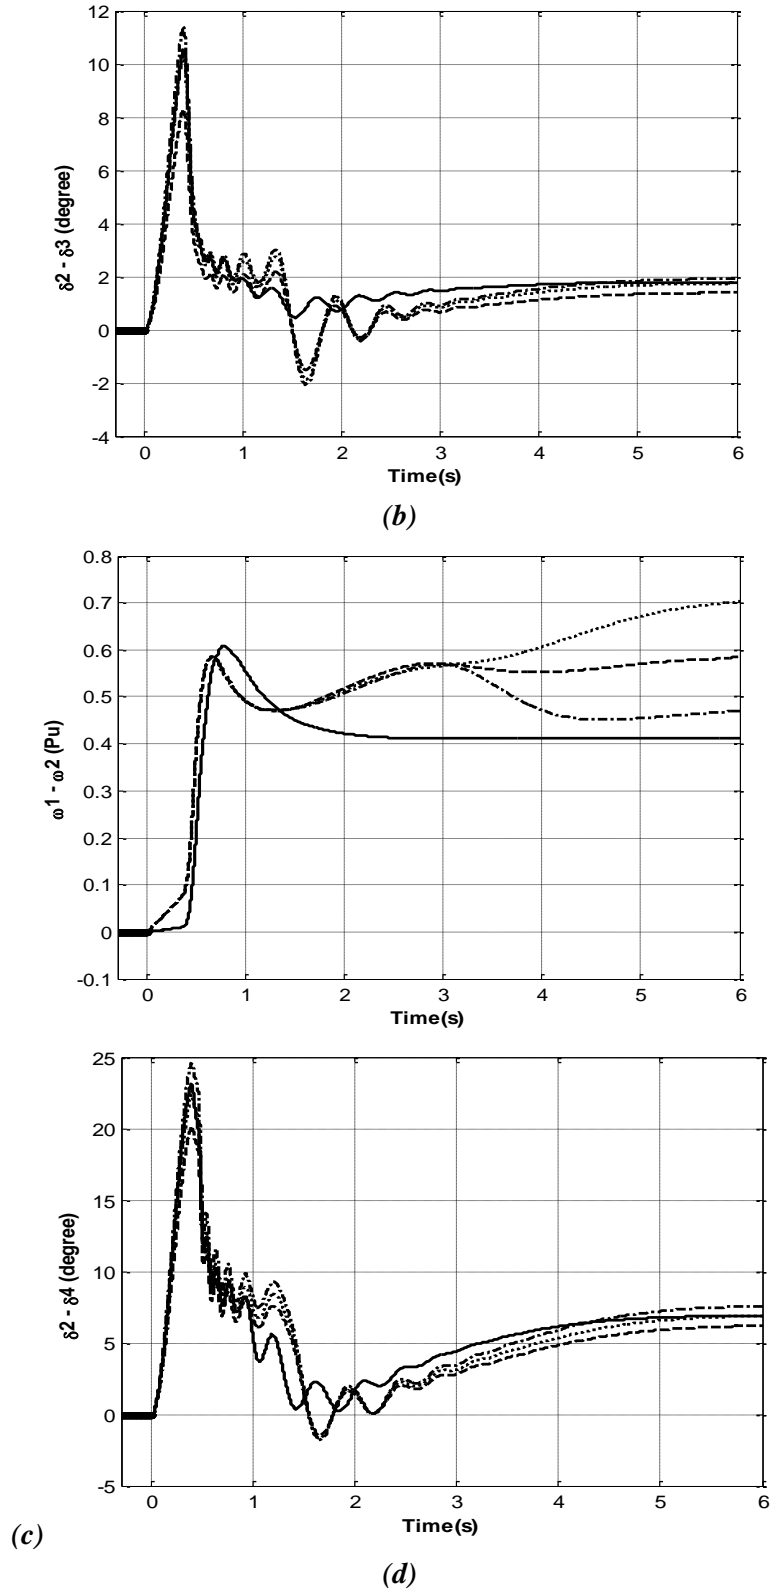 12
10
8
6
4
2
0
-2
-4
δ2 - δ3 (degree)
0 1 2 3 4 5 6
Time(s)
(b)
0.8
0.7
0.6
0.5
0.4
0.3
0.2
0.1
0
-0.1
ω1 - ω2 (Pu)
0 1 2 3 4 5 6
Time(s)
25
20
15
10
5
0
-5
δ2 - δ4 (degree)
0 1 2 3 4 5 6
Time(s)
(c)
(d)